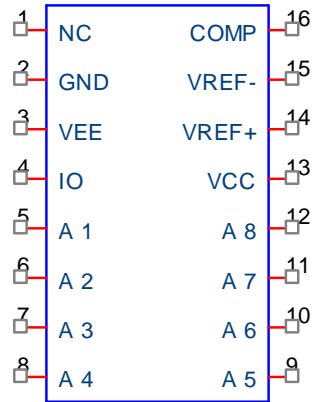 1 NC COMP 16
2 GND VREF- 15
3 VEE VREF+ 14
4 IO VCC 13
5 A 1 A 8 12
6 A 2 A 7 11
7 A 3 A 6 10
8 A 4 A 5 9